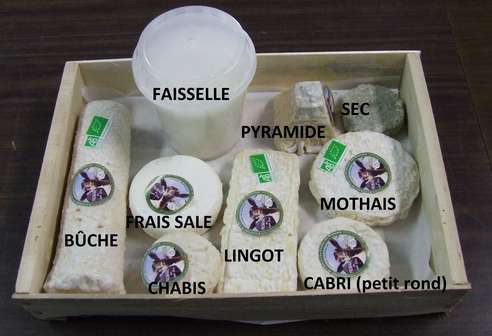 FAISSELLE
SEC
PYRAMIDE
MOTHAIS
FRAIS SALE
BÛCHE
LINGOT
CHABIS
CABRI (petit rond)